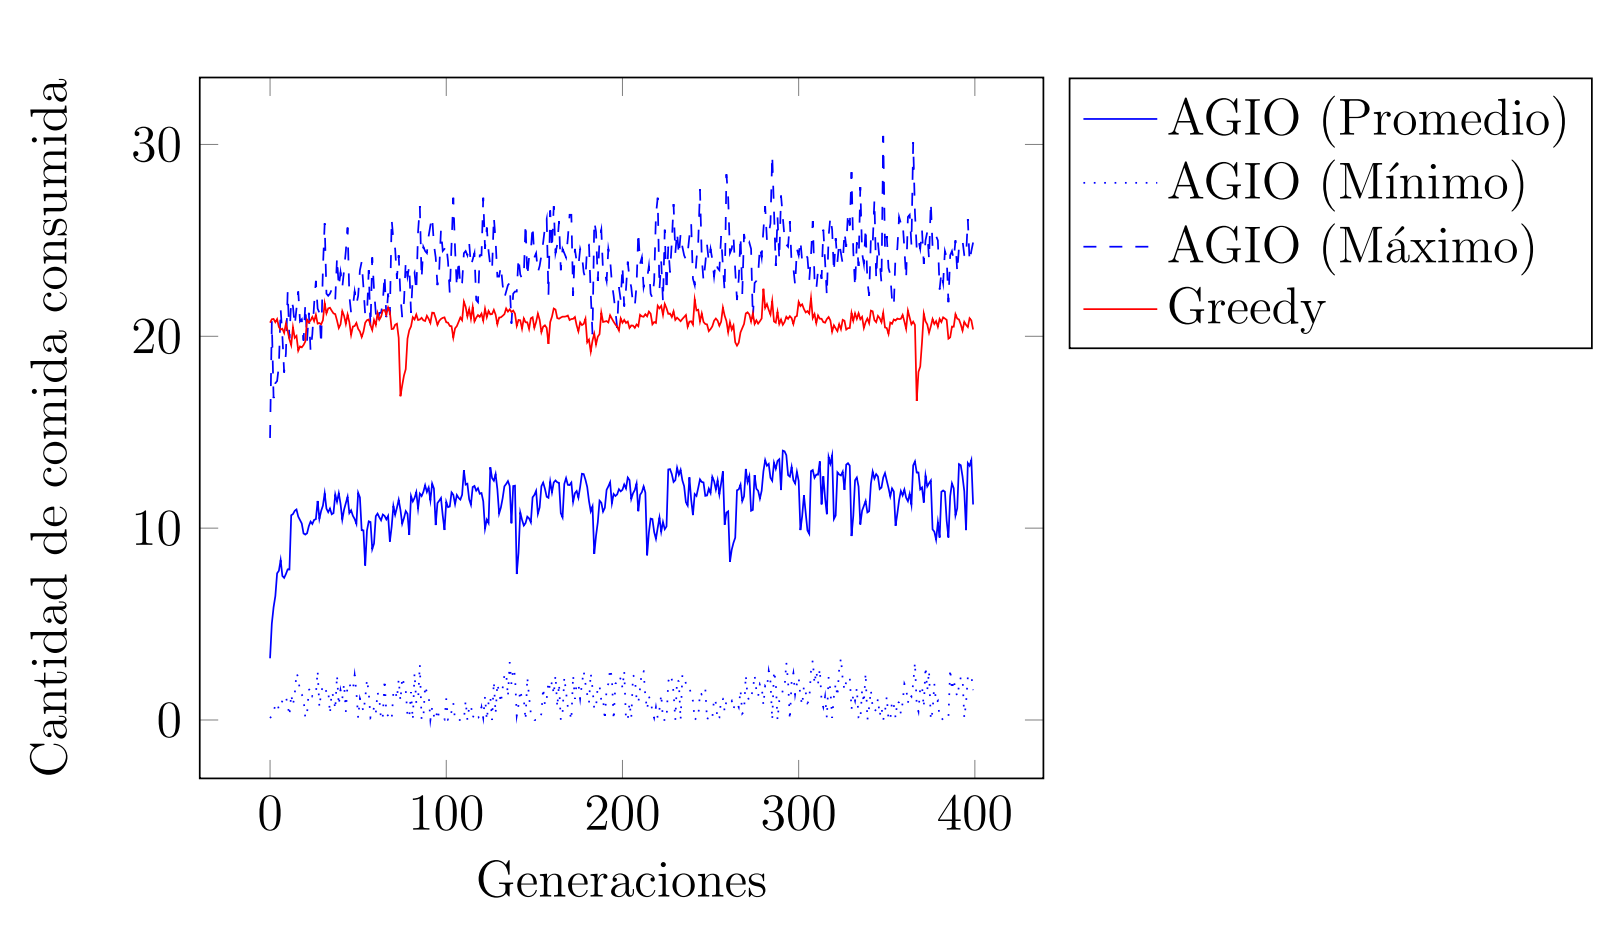 Cantidad de comida consumida
30
20
10
0
0 100 200 300 400
Generaciones
AGIO (Promedio)
AGIO (Mínimo)
AGIO (Máximo)
Greedy